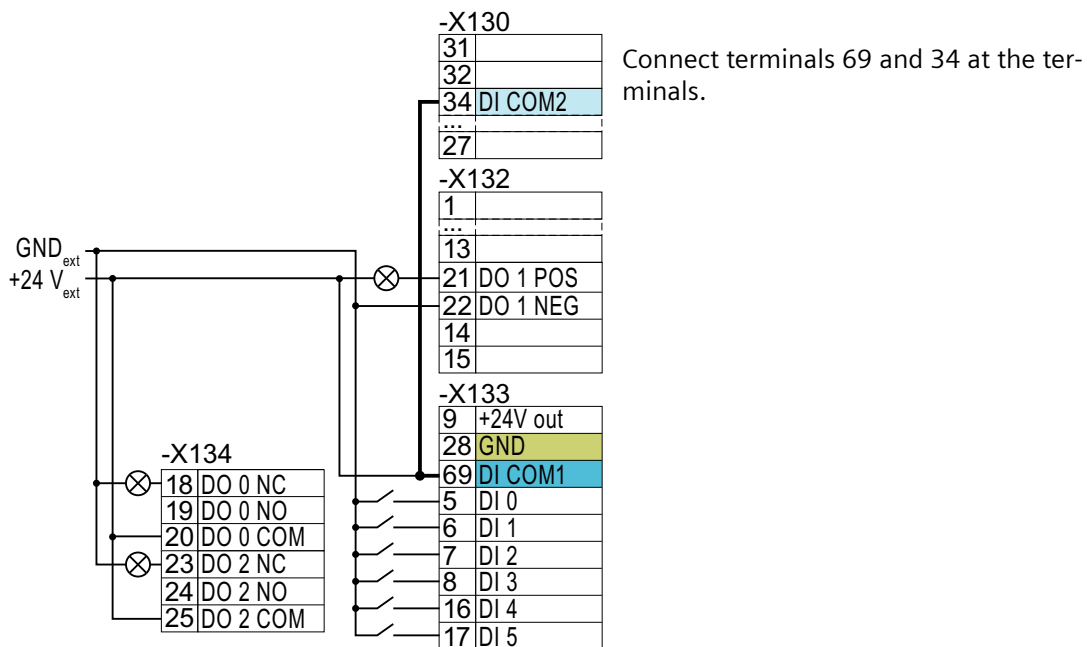 -X130
31
32
34 DI COM2
...
27
Connect terminals 69 and 34 at the ter-
minals.
-X132
1
...
13
21 DO 1 POS
22 DO 1 NEG
14
15
GND ext
+24 V ext
-X133
9 +24V out
28 GND
69 DI COM1
5 DI 0
6 DI 1
7 DI 2
8 DI 3
16 DI 4
17 DI 5
-X134
18 DO 0 NC
19 DO 0 NO
20 DO 0 COM
23 DO 2 NC
24 DO 2 NO
25 DO 2 COM